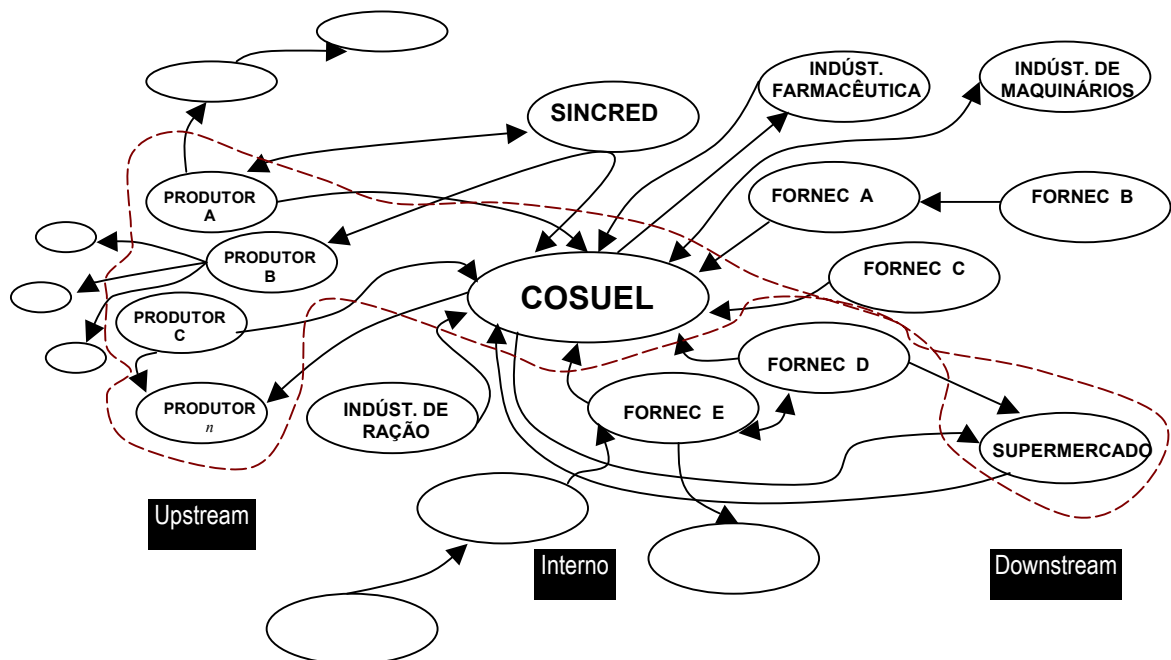 INDÚST.
FARMACÊUTICA
INDÚST. DE
MAQUINÁRIOS
SINCRED
PRODUTOR
A
FORNEC A
FORNEC B
PRODUTOR
B
FORNEC C
COSUEL
PRODUTOR
C
FORNEC D
PRODUTOR
n
INDÚST. DE
RAÇÃO
FORNEC E
SUPERMERCADO
Upstream
Interno
Downstream